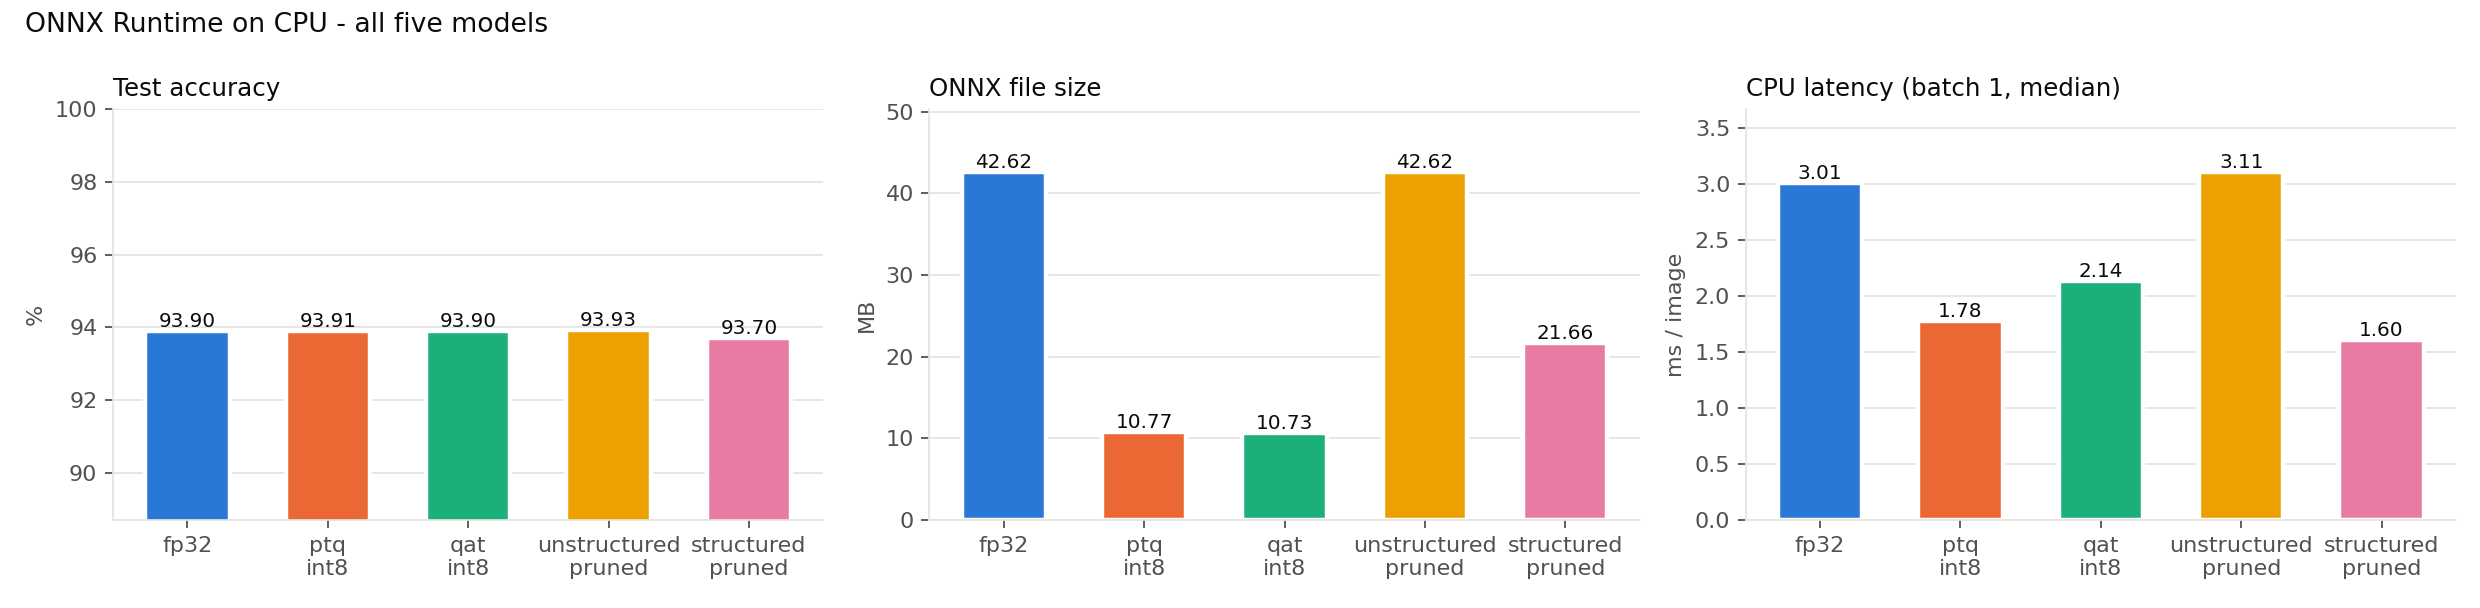 ONNX Runtime on CPU - all five models
Test accuracy
100
98
96
94
92
90
%
93.90
93.91
93.90
93.93
93.70
fp32
ptq
int8
qat
int8
unstructured
pruned
structured
pruned
ONNX file size
50
40
30
20
10
0
MB
42.62
10.77
10.73
42.62
21.66
fp32
ptq
int8
qat
int8
unstructured
pruned
structured
pruned
CPU latency (batch 1, median)
3.5
3.0
2.5
2.0
1.5
1.0
0.5
0.0
ms / image
3.01
1.78
2.14
3.11
1.60
fp32
ptq
int8
qat
int8
unstructured
pruned
structured
pruned